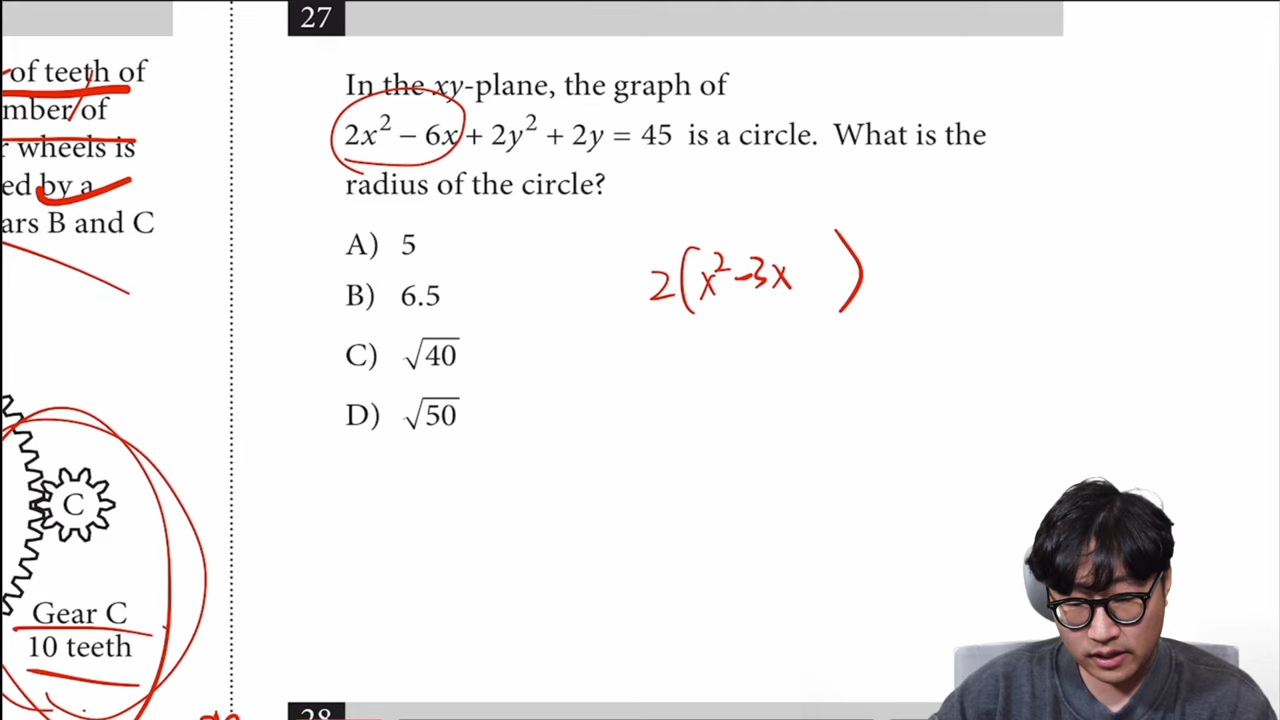 of teeth of
mber of
r wheels is
ed by a
ars B and C
C
Gear C
10 teeth
27
In the xy-plane, the graph of
2x² − 6x + 2y² + 2y = 45 is a circle. What is the
radius of the circle?
A) 5
B) 6.5
C) √40
D) √50
2(x²-3x )
28